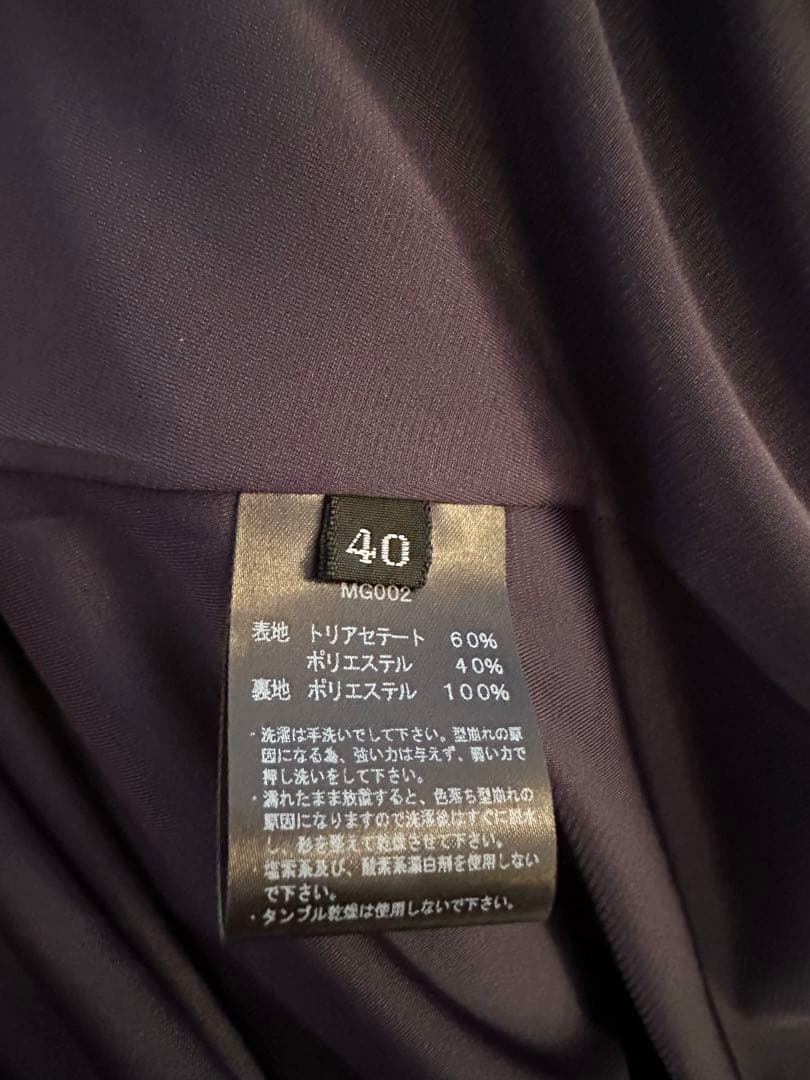 40
MG002
表地 トリアセテート 60%
ポリエステル 40%
裏地 ポリエステル 100%
・洗濯は手洗いでして下さい。型崩れの原
因になる為、強い力は与えず、弱い力で
押し洗いをして下さい。
・濡れたまま放置すると、色落ち型崩れの
原因になりますので洗濯後はすぐに脱水
し、形を整えて乾燥させて下さい。
塩素系及び、酸素系漂白剤を使用しない
で下さい。
・タンブル乾燥は使用しないで下さい。